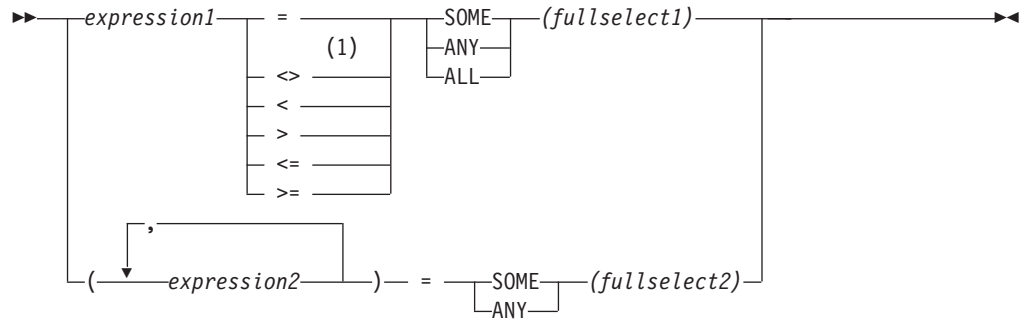 expression1 = SOME (fullselect1)
(1) ANY
<> ALL
<
>
<=
>=
,
( expression2 ) = SOME (fullselect2)
ANY